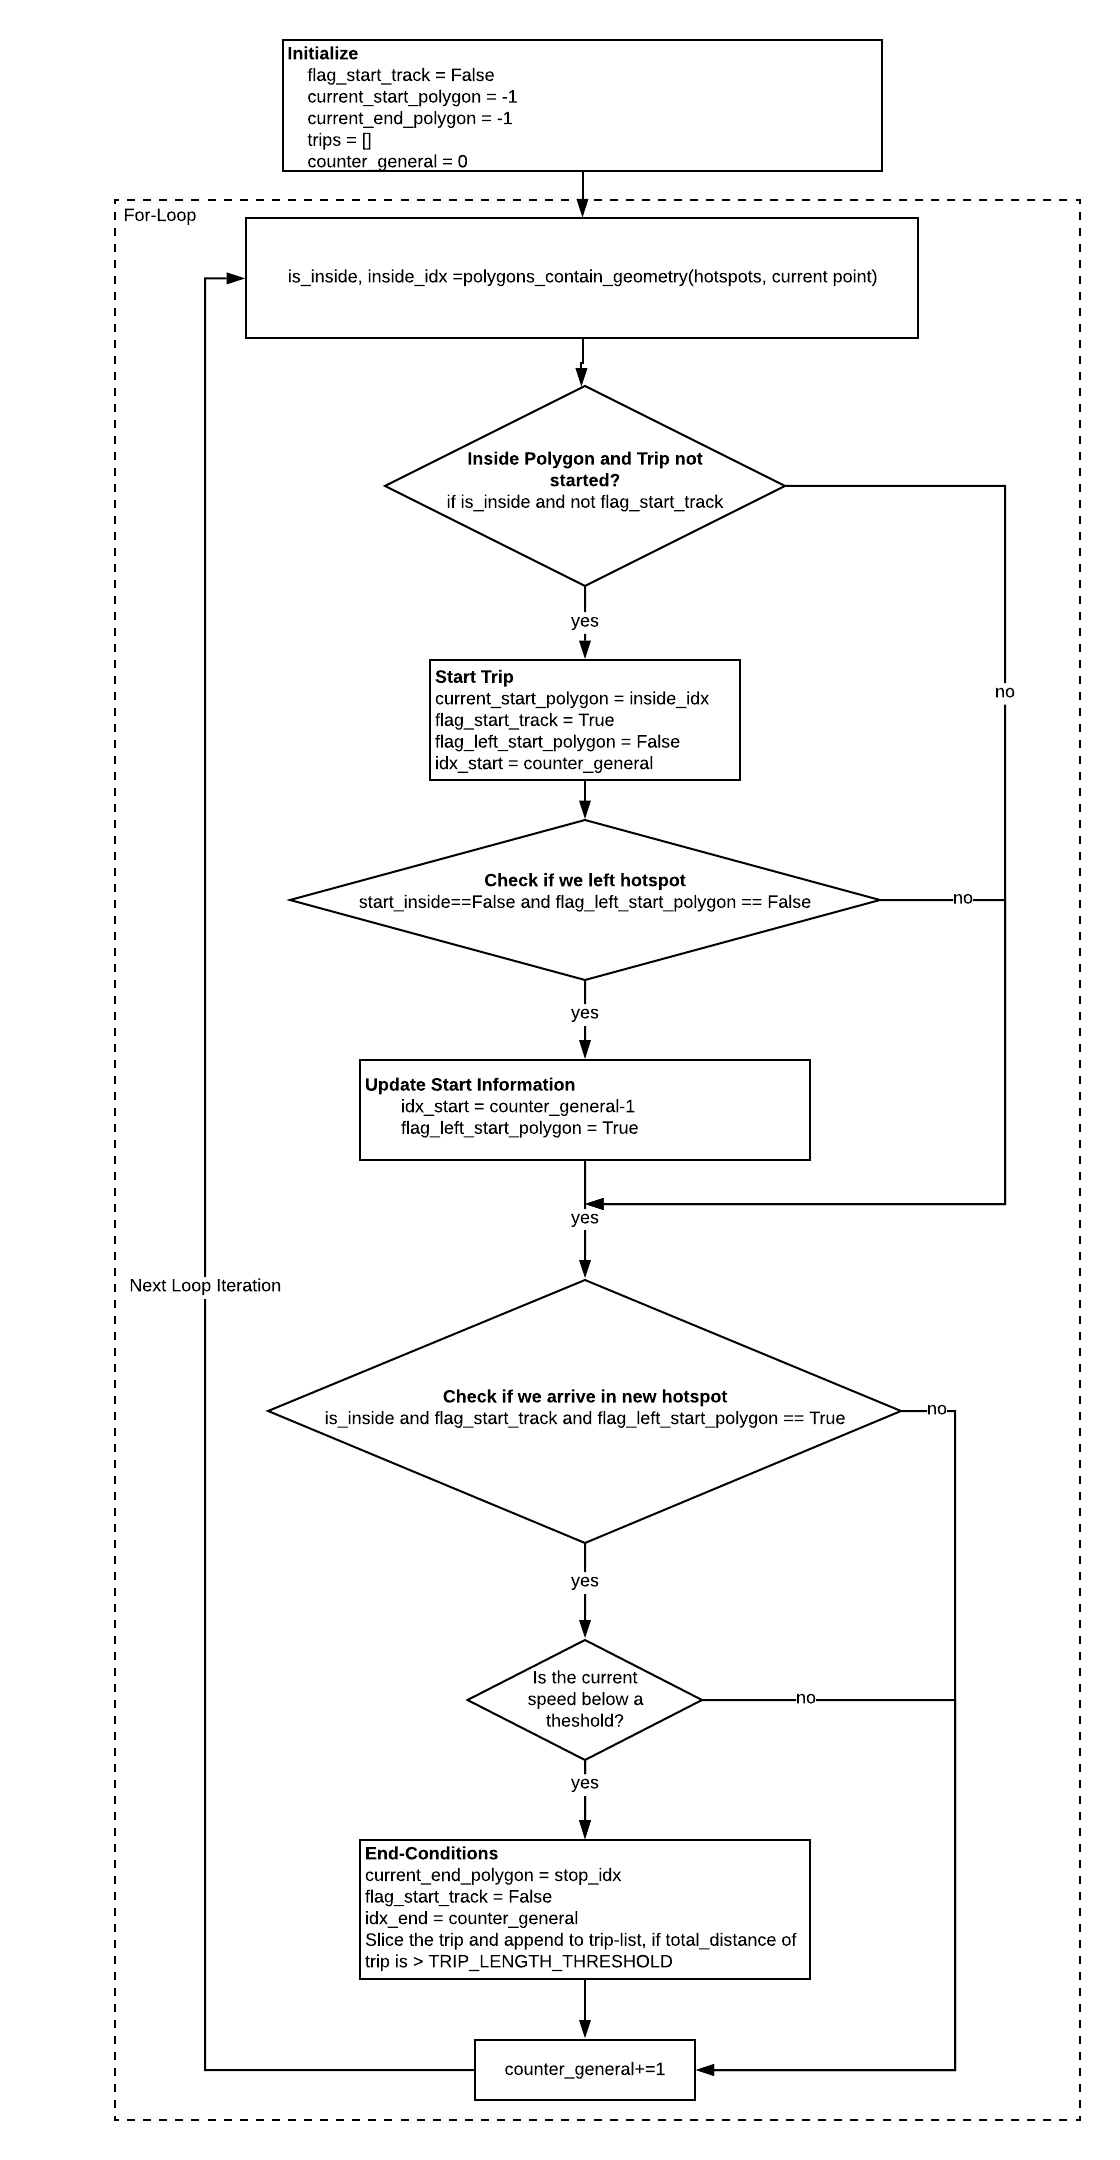 Initialize
flag_start_track = False
current_start_polygon = -1
current_end_polygon = -1
trips = []
counter_general = 0
For-Loop
is_inside, inside_idx =polygons_contain_geometry(hotspots, current point)
Inside Polygon and Trip not
started?
if is_inside and not flag_start_track
yes
no
Start Trip
current_start_polygon = inside_idx
flag_start_track = True
flag_left_start_polygon = False
idx_start = counter_general
Check if we left hotspot
start_inside==False and flag_left_start_polygon == False
no
yes
Update Start Information
idx_start = counter_general-1
flag_left_start_polygon = True
yes
Next Loop Iteration
Check if we arrive in new hotspot
is_inside and flag_start_track and flag_left_start_polygon == True
no
yes
Is the current
speed below a
theshold?
no
yes
End-Conditions
current_end_polygon = stop_idx
flag_start_track = False
idx_end = counter_general
Slice the trip and append to trip-list, if total_distance of
trip is > TRIP_LENGTH_THRESHOLD
counter_general+=1